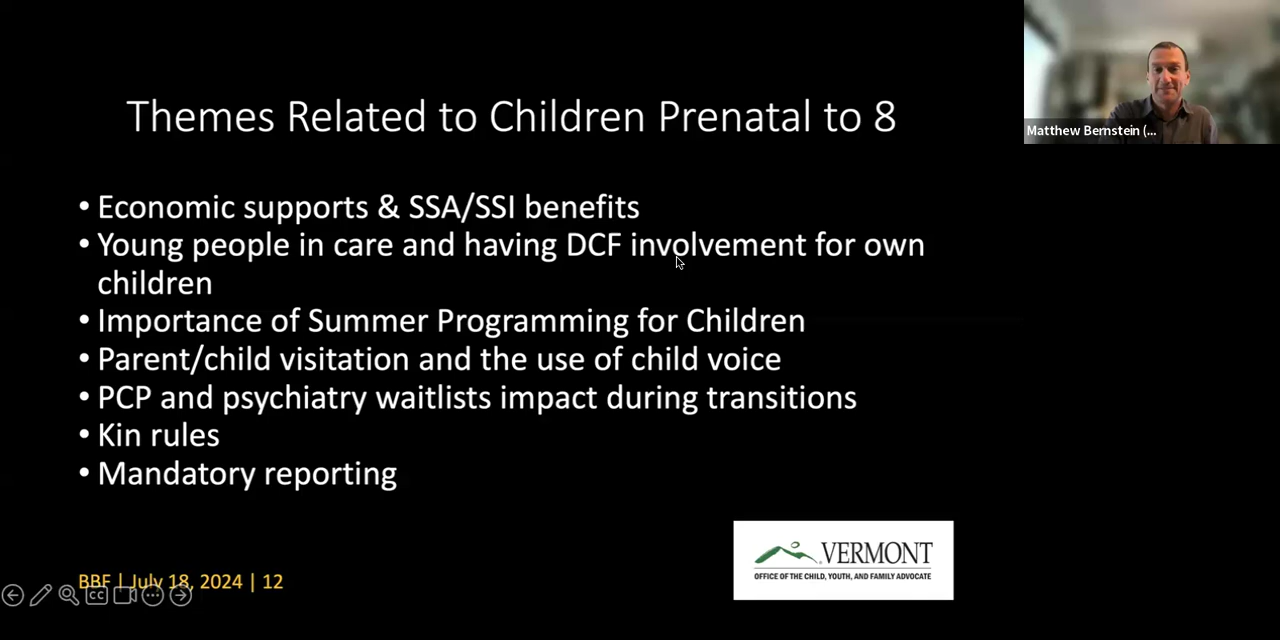 Themes Related to Children Prenatal to 8
Matthew Bernstein (...
• Economic supports & SSA/SSI benefits
• Young people in care and having DCF involvement for own
children
• Importance of Summer Programming for Children
• Parent/child visitation and the use of child voice
• PCP and psychiatry waitlists impact during transitions
• Kin rules
• Mandatory reporting
VERMONT
OFFICE OF THE CHILD, YOUTH, AND FAMILY ADVOCATE
BBF | July 18, 2024 | 12
CC